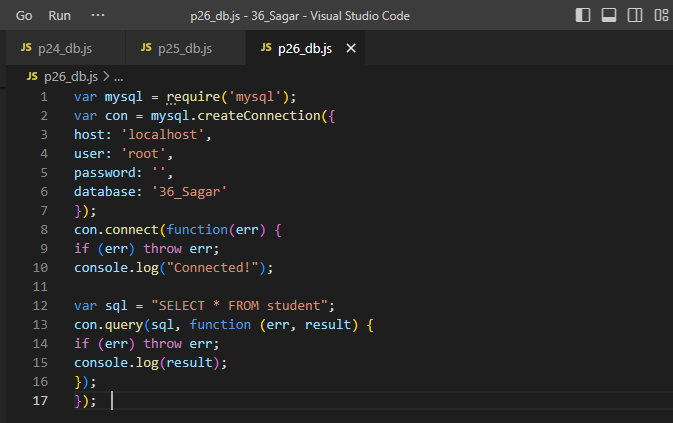 Go Run ··· p26_db.js - 36_Sagar - Visual Studio Code
JS p24_db.js JS p25_db.js JS p26_db.js ×
JS p26_db.js > ...
1 var mysql = require('mysql');
2 var con = mysql.createConnection({
3 host: 'localhost',
4 user: 'root',
5 password: '',
6 database: '36_Sagar'
7 });
8 con.connect(function(err) {
9 if (err) throw err;
10 console.log("Connected!");
11
12 var sql = "SELECT * FROM student";
13 con.query(sql, function (err, result) {
14 if (err) throw err;
15 console.log(result);
16 });
17 });